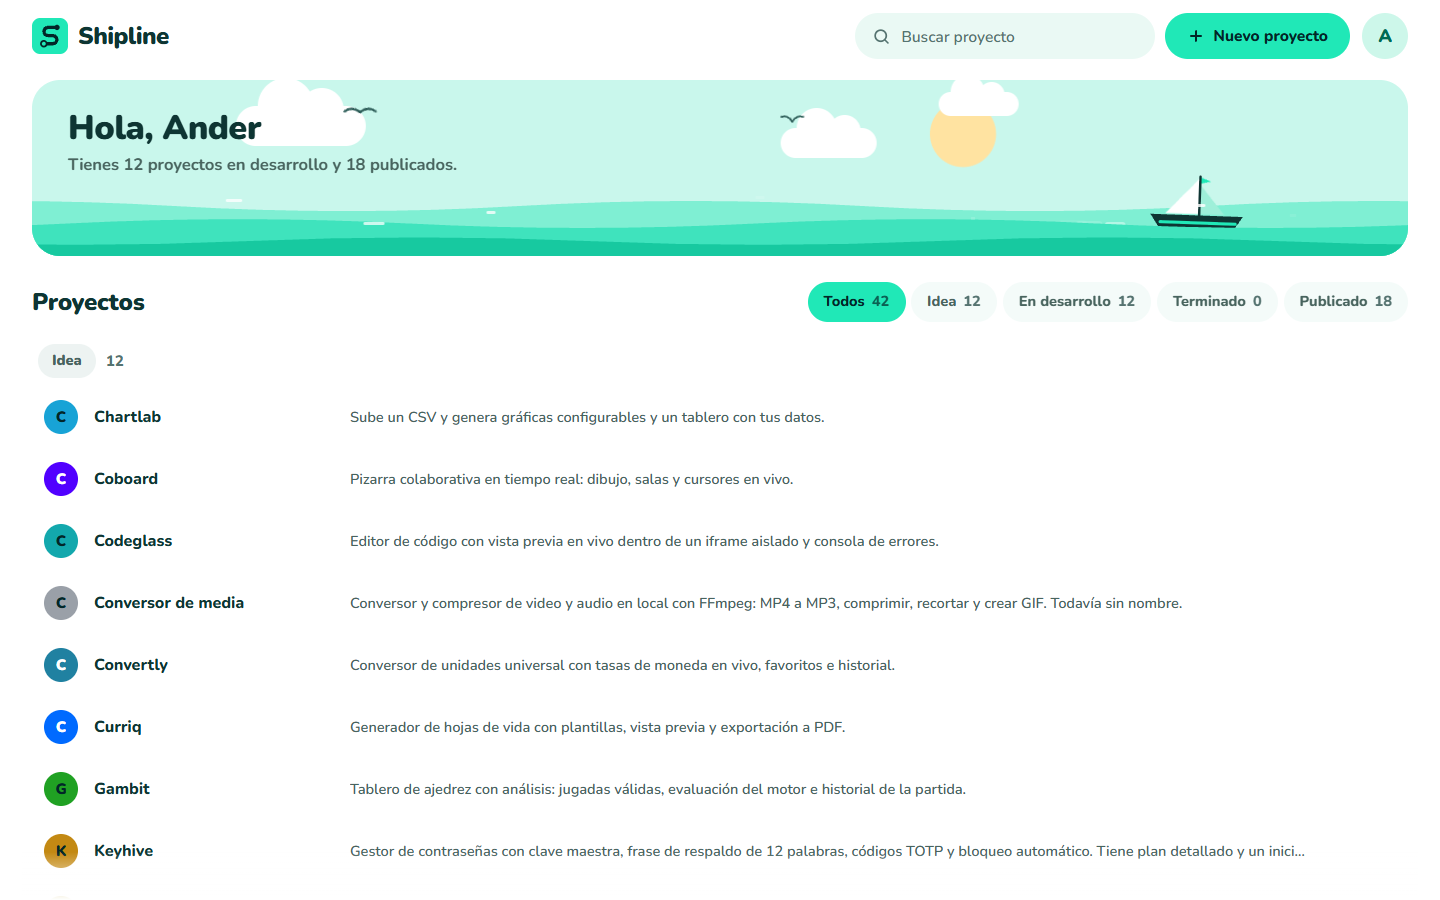 Shipline
Buscar proyecto
+ Nuevo proyecto
A
Hola, Ander
Tienes 12 proyectos en desarrollo y 18 publicados.
Proyectos
Todos 42
Idea 12
En desarrollo 12
Terminado 0
Publicado 18
Idea 12
C Chartlab Sube un CSV y genera gráficas configurables y un tablero con tus datos.
C Coboard Pizarra colaborativa en tiempo real: dibujo, salas y cursores en vivo.
C Codeglass Editor de código con vista previa en vivo dentro de un iframe aislado y consola de errores.
C Conversor de media Conversor y compresor de video y audio en local con FFmpeg: MP4 a MP3, comprimir, recortar y crear GIF. Todavía sin nombre.
C Convertly Conversor de unidades universal con tasas de moneda en vivo, favoritos e historial.
C Curriq Generador de hojas de vida con plantillas, vista previa y exportación a PDF.
G Gambit Tablero de ajedrez con análisis: jugadas válidas, evaluación del motor e historial de la partida.
K Keyhive Gestor de contraseñas con clave maestra, frase de respaldo de 12 palabras, códigos TOTP y bloqueo automático. Tiene plan detallado y un inici...